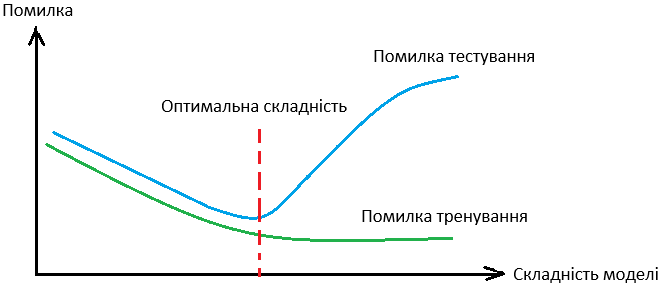 Помилка
Помилка тестування
Оптимальна складність
Помилка тренування
Складність моделі